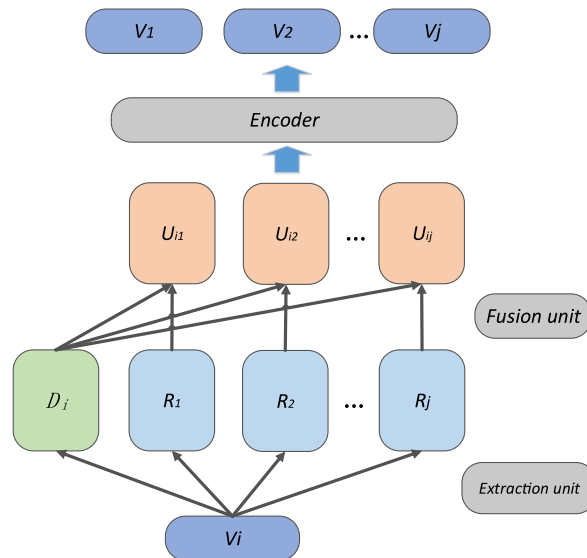 V1 V2 ... Vj
Encoder
Ui1 Ui2 ... Uij
Fusion unit
Di R1 R2 ... Rj
Extraction unit
Vi